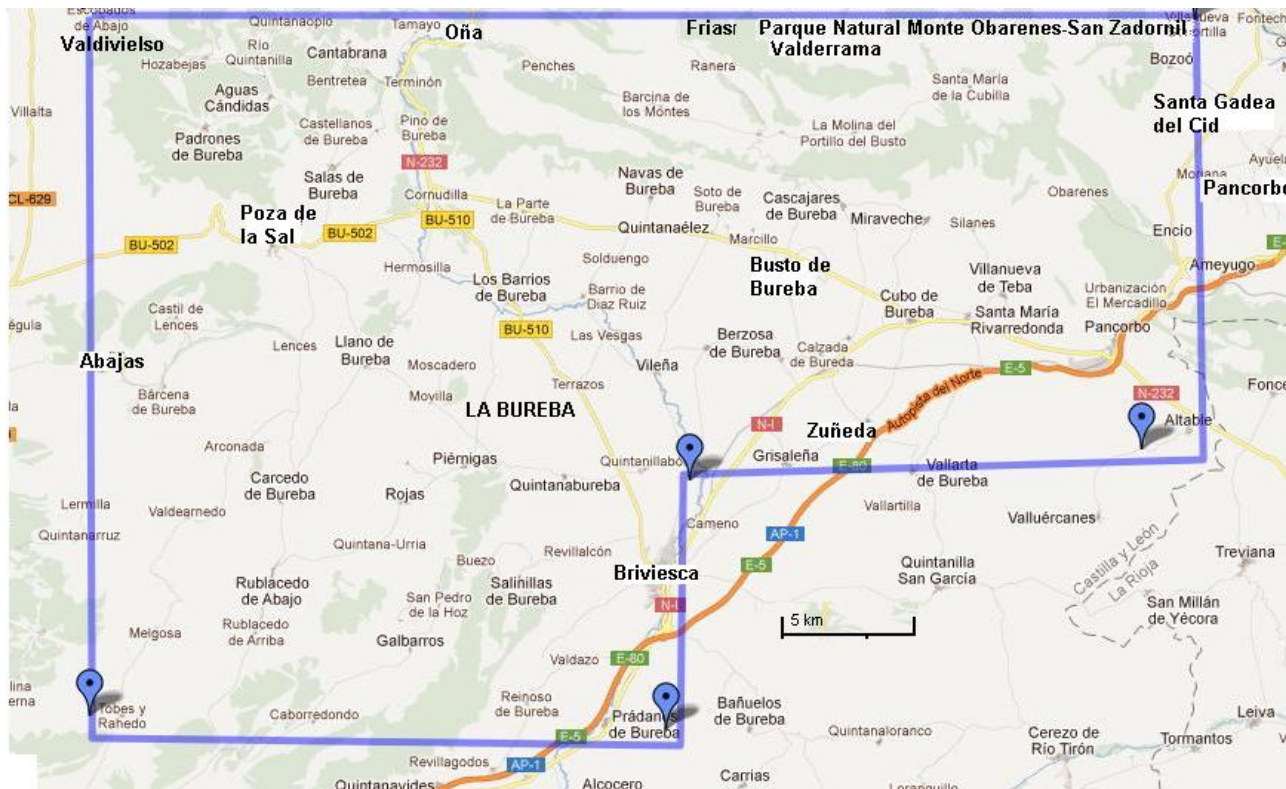 Escobados
de Abajo
Quintanaopio
Tamayo
Oña
Frias
Parque Natural Monte Obarenes-San Zadornil
Valderrama
Valdivielso
Río
Quintanilla
Cantabrana
Hozabejas
Bentretea
Terminón
Penches
Ranera
Bozoó
Santa María
de la Cubilla
Aguas
Cándidas
Barcina de
los Móntes
Santa Gadea
del Cid
Villalta
Padrones
de Bureba
Castellanos
de Bureba
Pino de
Bureba
La Molina del
Portillo del Busto
N-232
Salas de
Bureba
Navas de
Bureba
Cornudilla
Soto de
Bureba
Cascajares
de Bureba
Obarenes
Pancorbo
CL-629
Poza de
la Sal
BU-502
BU-502
BU-510
La Parte
de Bureba
Quintanaélez
Marcillo
Miraveche
Silanes
Encío
Hermosilla
Solduengo
Busto de
Bureba
Villanueva
de Teba
Ameyugo
Los Barrios
de Bureba
Barrio de
Diaz Ruiz
Urbanización
El Mercadillo
Castil de
Lences
Cubo de
Bureba
Santa María
Rivarredonda
Pancorbo
BU-510
Las Vesgas
Berzosa
de Bureba
Calzada
de Bureda
Lences
Llano de
Bureba
Abajas
Moscadero
Vileña
E-5
Autopista del Norte
Bárcena
de Bureba
Movilla
Terrazos
N-232
LA BUREBA
N-I
Zuñeda
Altable
Arconada
Piérnigas
Quintanillabo
Grisaleña
E-80
Vallarta
de Bureba
Carcedo
de Bureba
Rojas
Quintanabureba
Lermilla
Valdearnedo
Cameno
Vallartilla
Valluércanes
Quintanarruz
Quintana-Urria
Revillalcón
AP-1
Buezo
Treviana
Castilla y León
La Rioja
Rublacedo
de Abajo
Salinillas
de Bureba
Briviesca
E-5
Quintanilla
San García
San Pedro
de la Hoz
N-I
San Millán
de Yécora
Melgosa
Rublacedo
de Arriba
Galbarros
5 km
Valdazo
E-80
Tobes y
Rahedo
Caborredondo
Reinoso
de Bureba
Prádanos
de Bureba
Bañuelos
de Bureba
Leiva
E-5
Quintanaloranco
Cerezo de
Río Tirón
Tormantos
Revillagodos
AP-1
Quintanavides
Alcocero
Carrias
Loranquillo